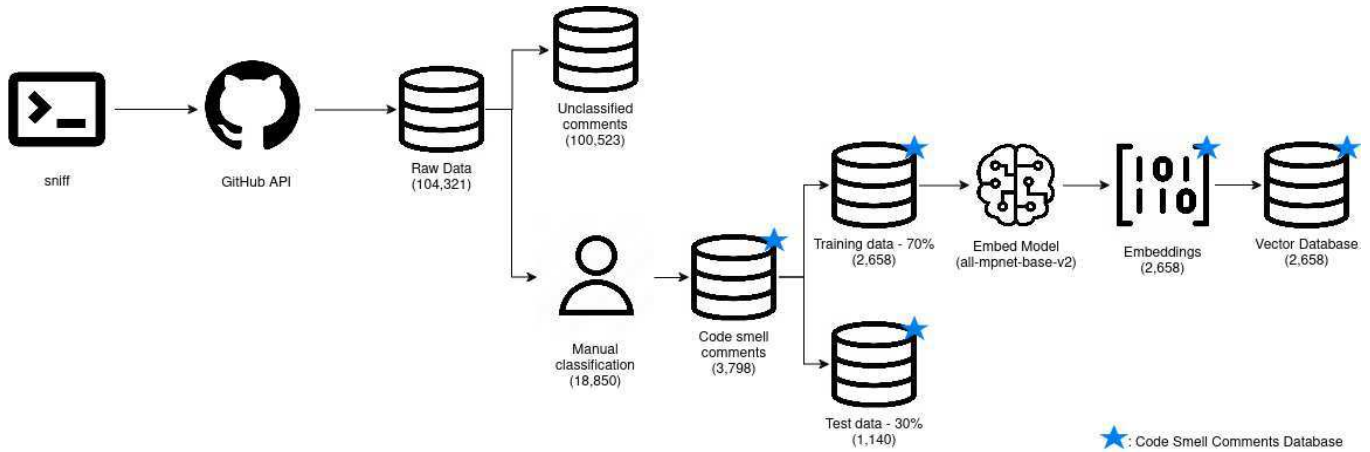 sniff
GitHub API
Raw Data
(104,321)
Unclassified
comments
(100,523)
Manual
classification
(18,850)
Code smell
comments
(3,798)
Training data - 70%
(2,658)
Embed Model
(all-mpnet-base-v2)
Embeddings
(2,658)
Vector Database
(2,658)
Test data - 30%
(1,140)
: Code Smell Comments Database